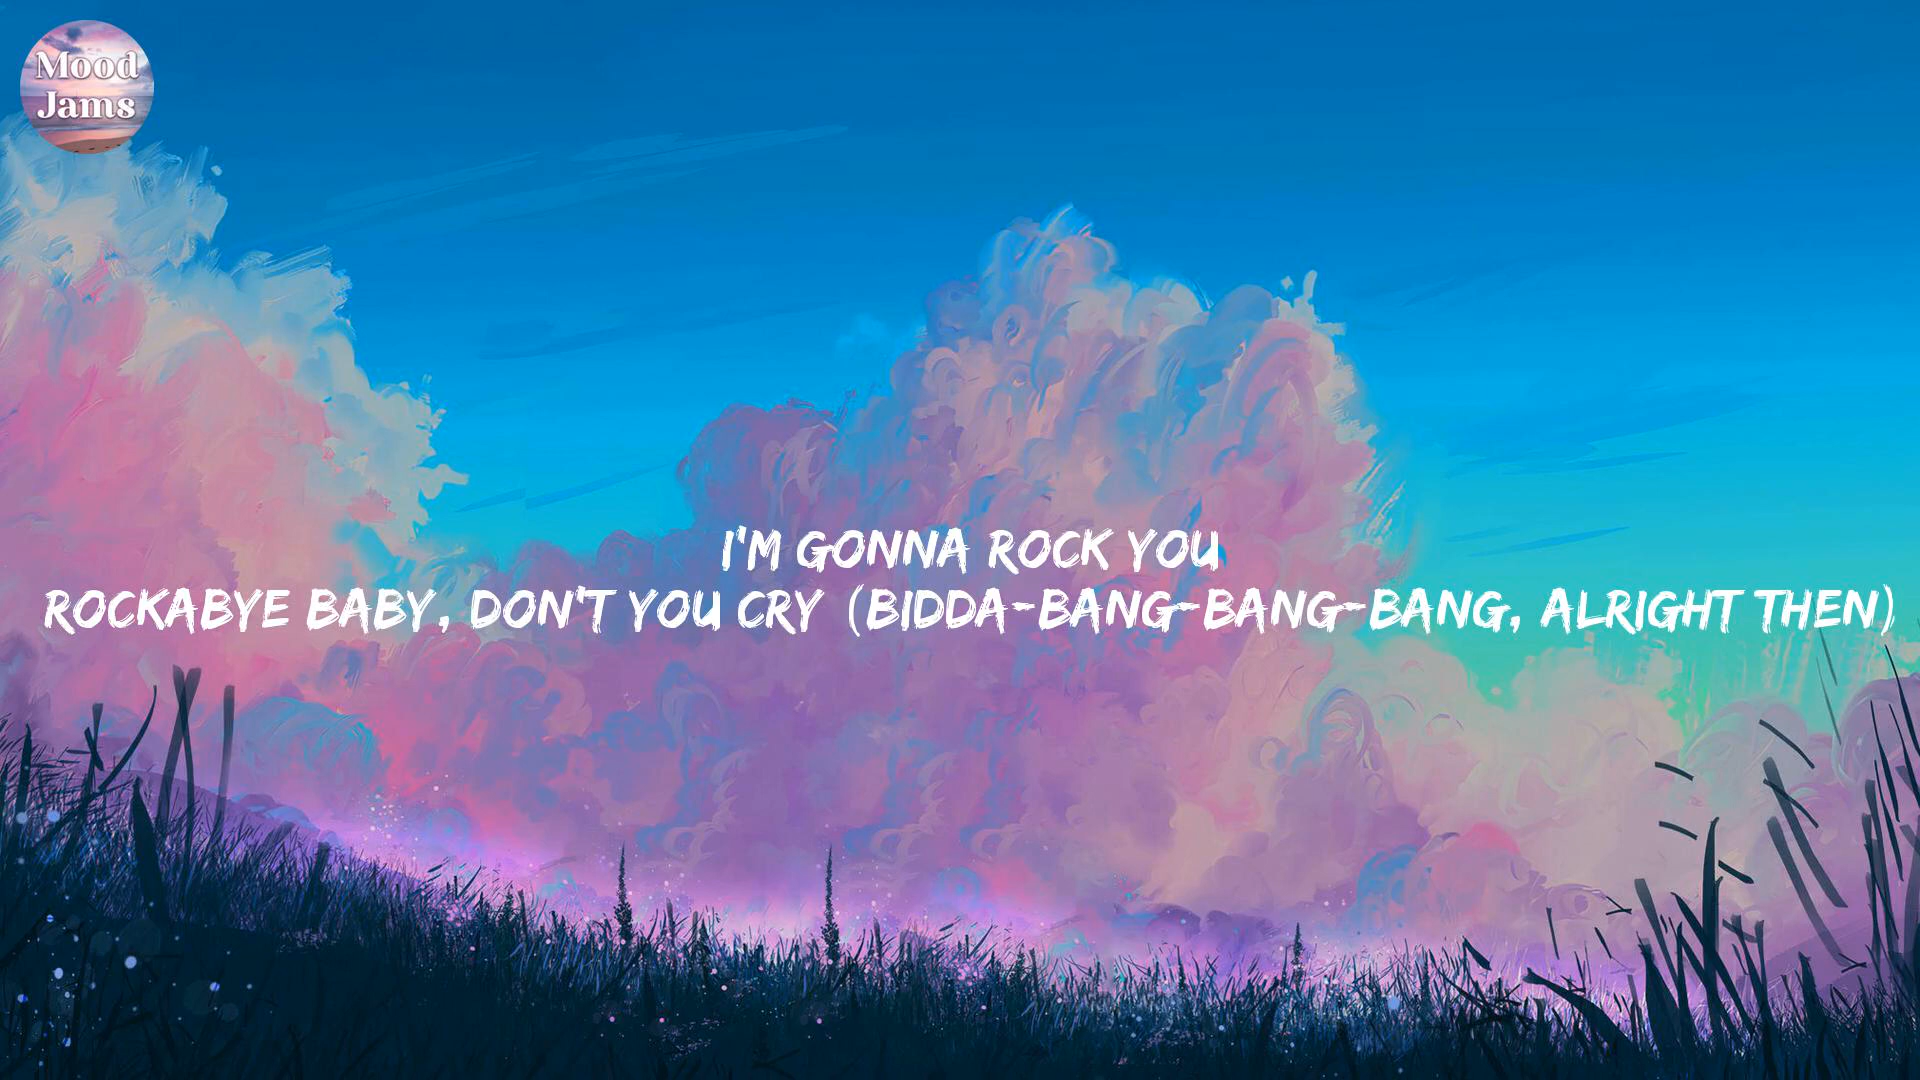 Mood
Jams
I'M GONNA ROCK YOU
ROCKABYE BABY, DON'T YOU CRY (BIDDA-BANG-BANG-BANG, ALRIGHT THEN)